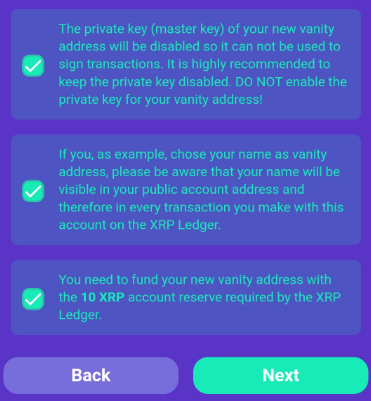 The private key (master key) of your new vanity
address will be disabled so it can not be used to
sign transactions. It is highly recommended to
keep the private key disabled. DO NOT enable the
private key for your vanity address!
If you, as example, chose your name as vanity
address, please be aware that your name will be
visible in your public account address and
therefore in every transaction you make with this
account on the XRP Ledger.
You need to fund your new vanity address with
the 10 XRP account reserve required by the XRP
Ledger.
Back Next